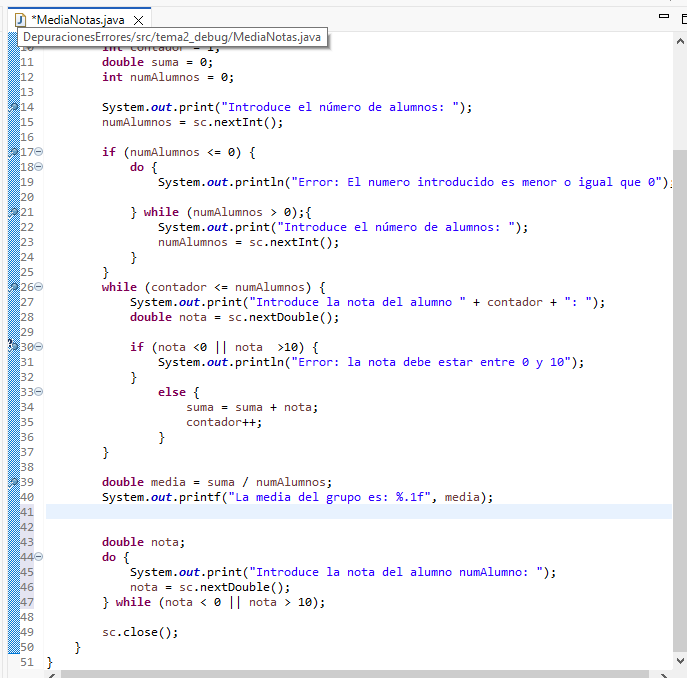 *MediaNotas.java
DepuracionesErrores/src/tema2_debug/MediaNotas.java
10 int contador = 1;
11 double suma = 0;
12 int numAlumnos = 0;
13
14 System.out.print("Introduce el número de alumnos: ");
15 numAlumnos = sc.nextInt();
16
17 if (numAlumnos <= 0) {
18 do {
19 System.out.println("Error: El numero introducido es menor o igual que 0");
20
21 } while (numAlumnos > 0);{
22 System.out.print("Introduce el número de alumnos: ");
23 numAlumnos = sc.nextInt();
24 }
25 }
26 while (contador <= numAlumnos) {
27 System.out.print("Introduce la nota del alumno " + contador + ": ");
28 double nota = sc.nextDouble();
29
30 if (nota <0 || nota  >10) {
31 System.out.println("Error: la nota debe estar entre 0 y 10");
32 }
33 else {
34 suma = suma + nota;
35 contador++;
36 }
37 }
38
39 double media = suma / numAlumnos;
40 System.out.printf("La media del grupo es: %.1f", media);
41
42
43 double nota;
44 do {
45 System.out.print("Introduce la nota del alumno numAlumno: ");
46 nota = sc.nextDouble();
47 } while (nota < 0 || nota > 10);
48
49 sc.close();
50 }
51 }